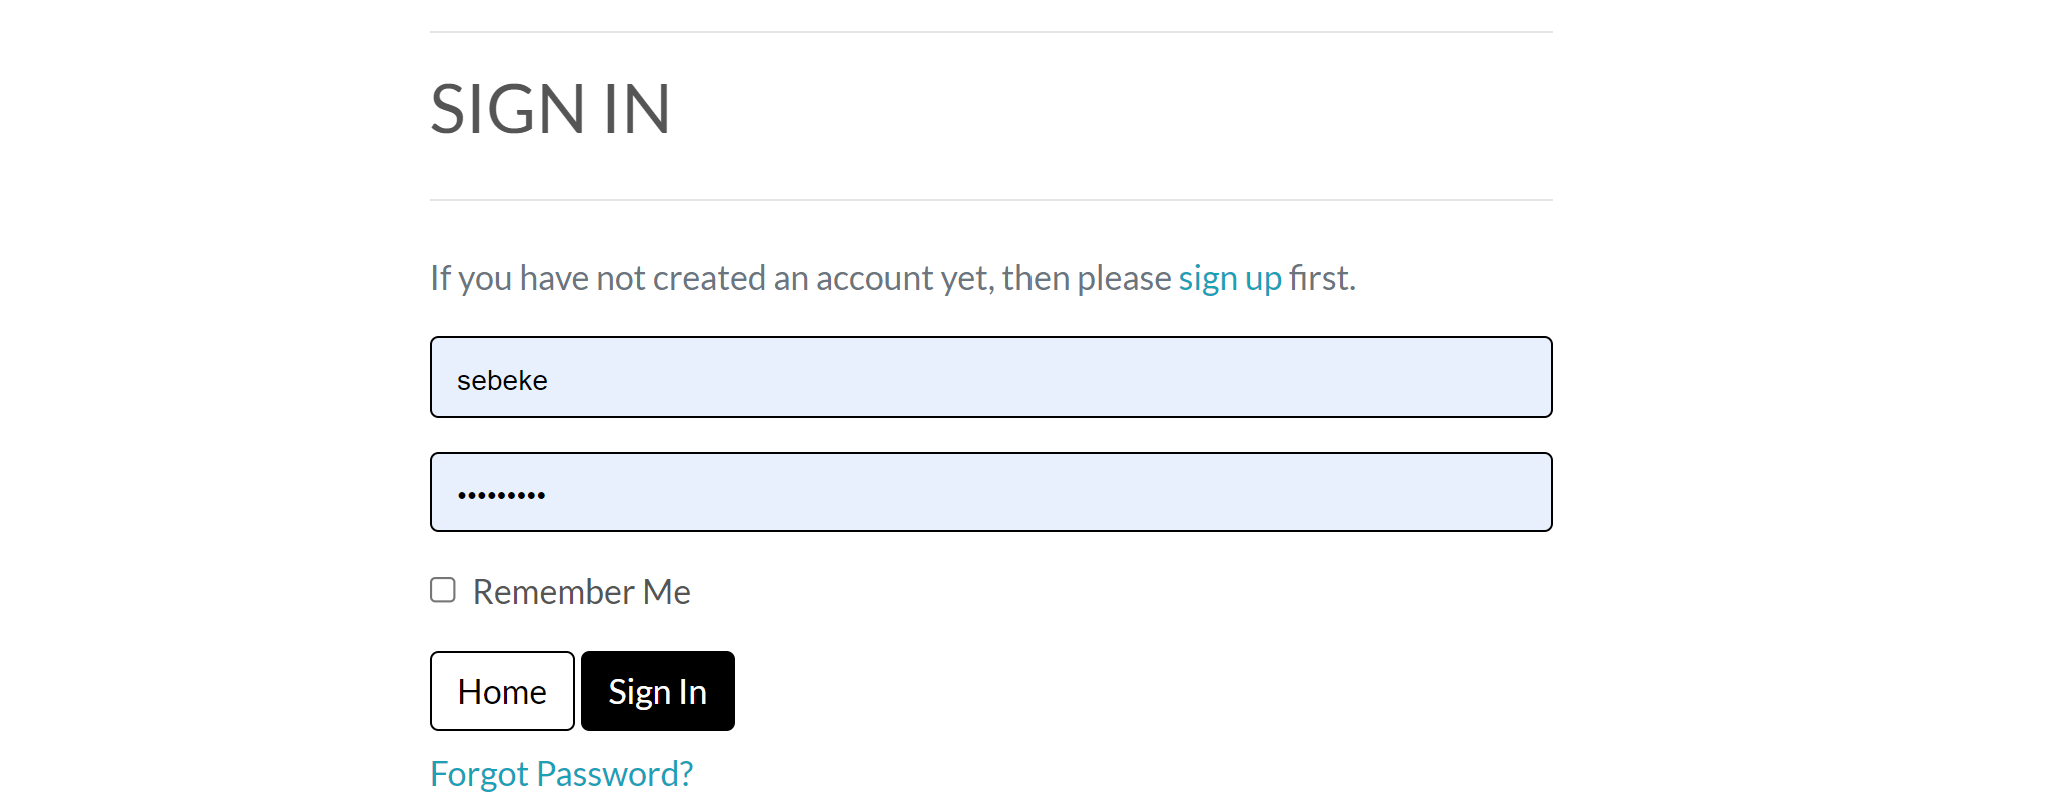 SIGN IN
If you have not created an account yet, then please sign up first.
sebeke
•••••••••
Remember Me
Home Sign In
Forgot Password?